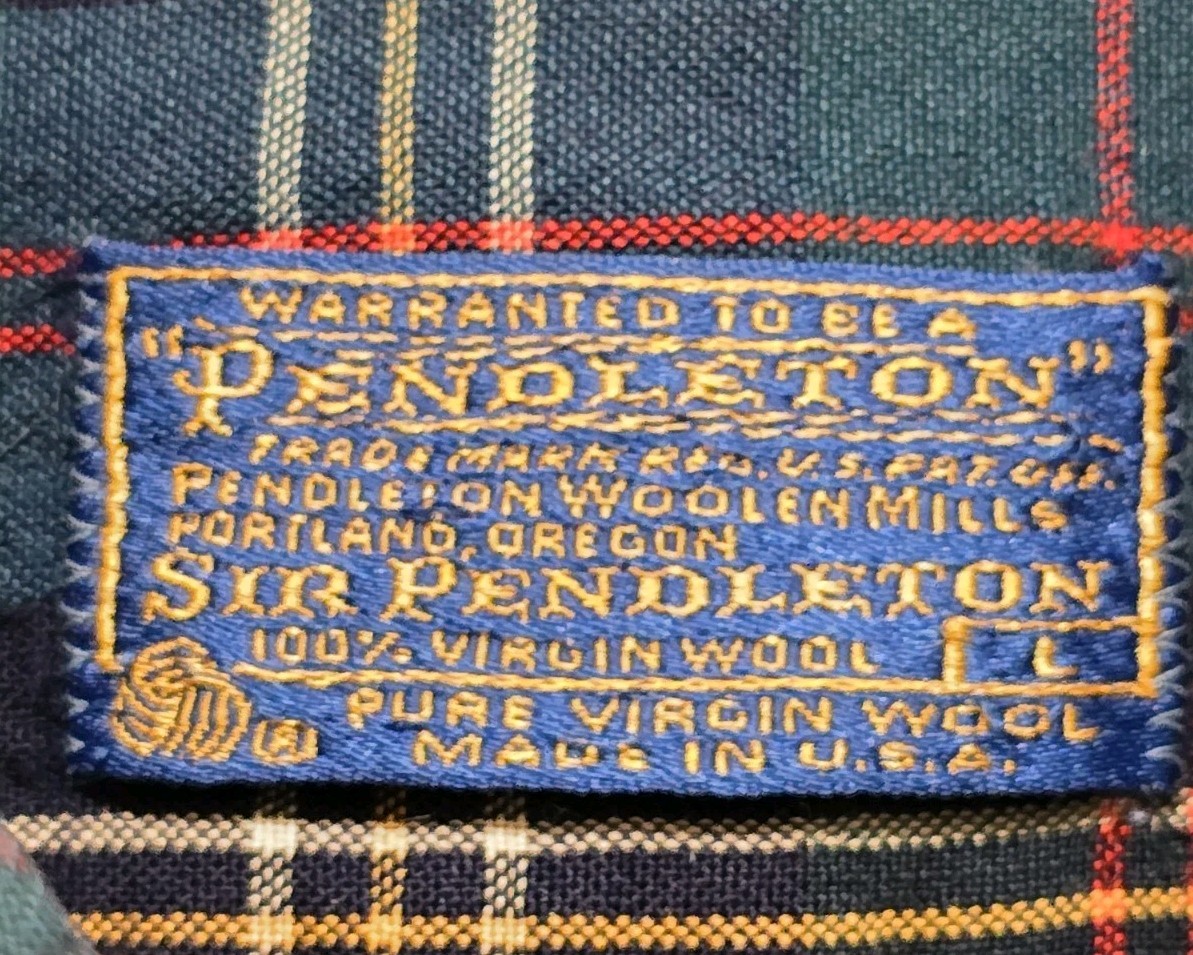 WARRANTED TO BE A
"PENDLETON"
TRADE MARK REG. U.S. PAT. OFF.
PENDLETON WOOLEN MILLS
PORTLAND, OREGON
SIR PENDLETON
100% VIRGIN WOOL L
PURE VIRGIN WOOL
® MADE IN U.S.A.